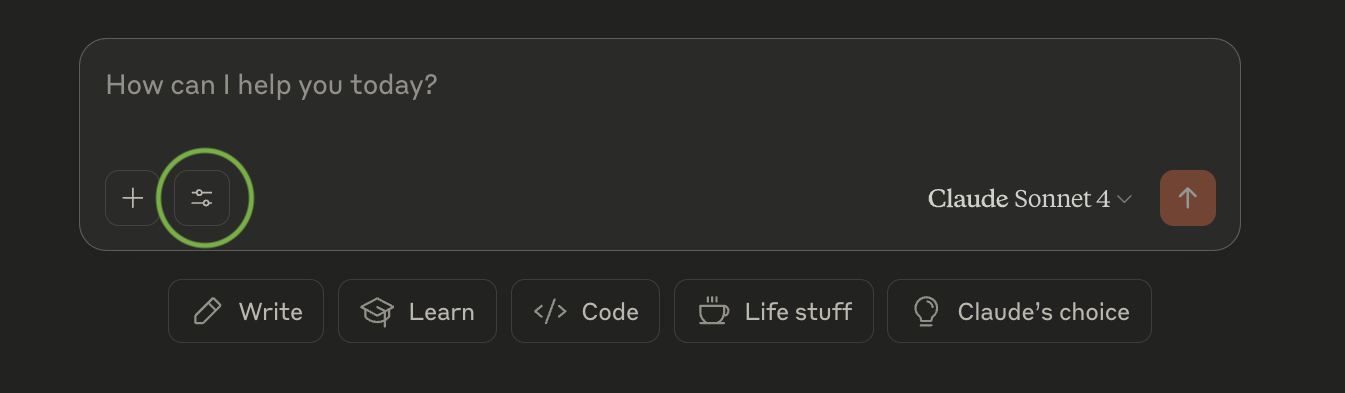 How can I help you today?
Claude Sonnet 4
Write
Learn
Code
Life stuff
Claude’s choice